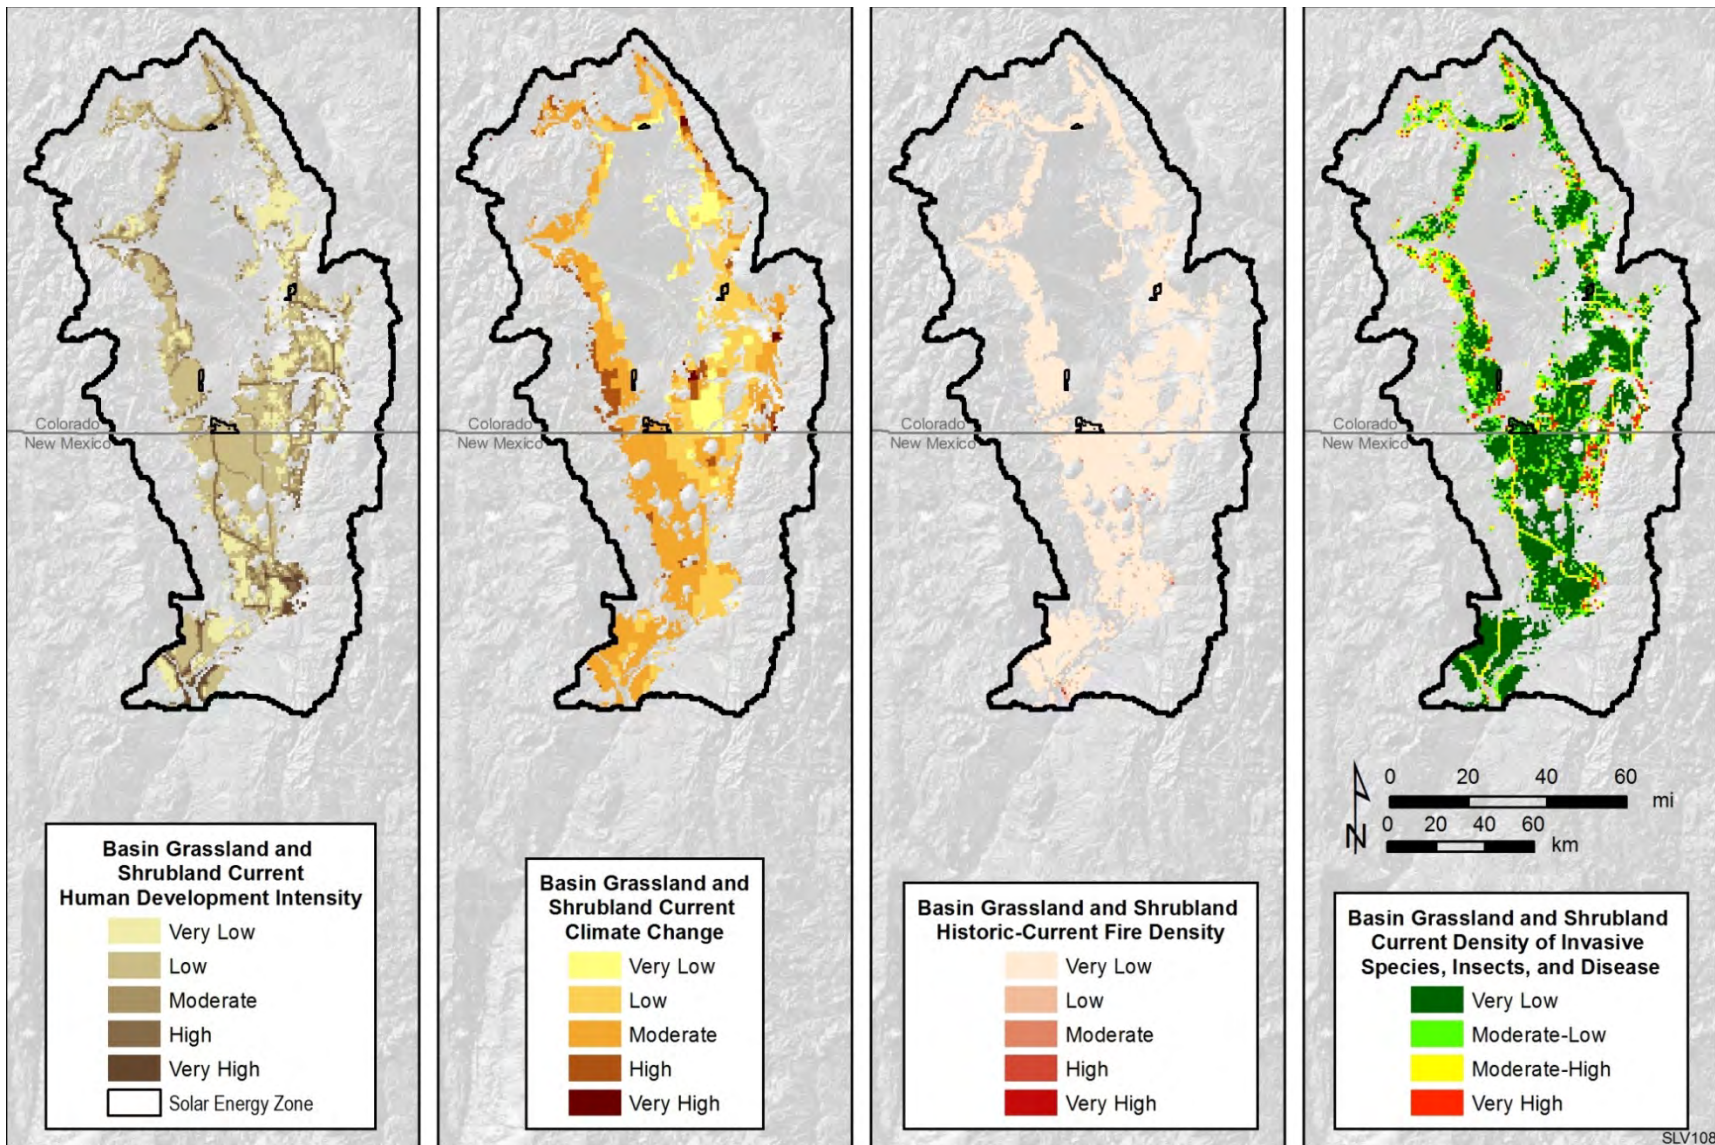 Colorado
New Mexico
Basin Grassland and
Shrubland Current
Human Development Intensity
Very Low
Low
Moderate
High
Very High
Solar Energy Zone
Colorado
New Mexico
Basin Grassland and
Shrubland Current
Climate Change
Very Low
Low
Moderate
High
Very High
Colorado
New Mexico
Basin Grassland and Shrubland
Historic-Current Fire Density
Very Low
Low
Moderate
High
Very High
Colorado
New Mexico
0 20 40 60
mi
0 20 40 60
km
N
Basin Grassland and Shrubland
Current Density of Invasive
Species, Insects, and Disease
Very Low
Moderate-Low
Moderate-High
Very High
SLV108